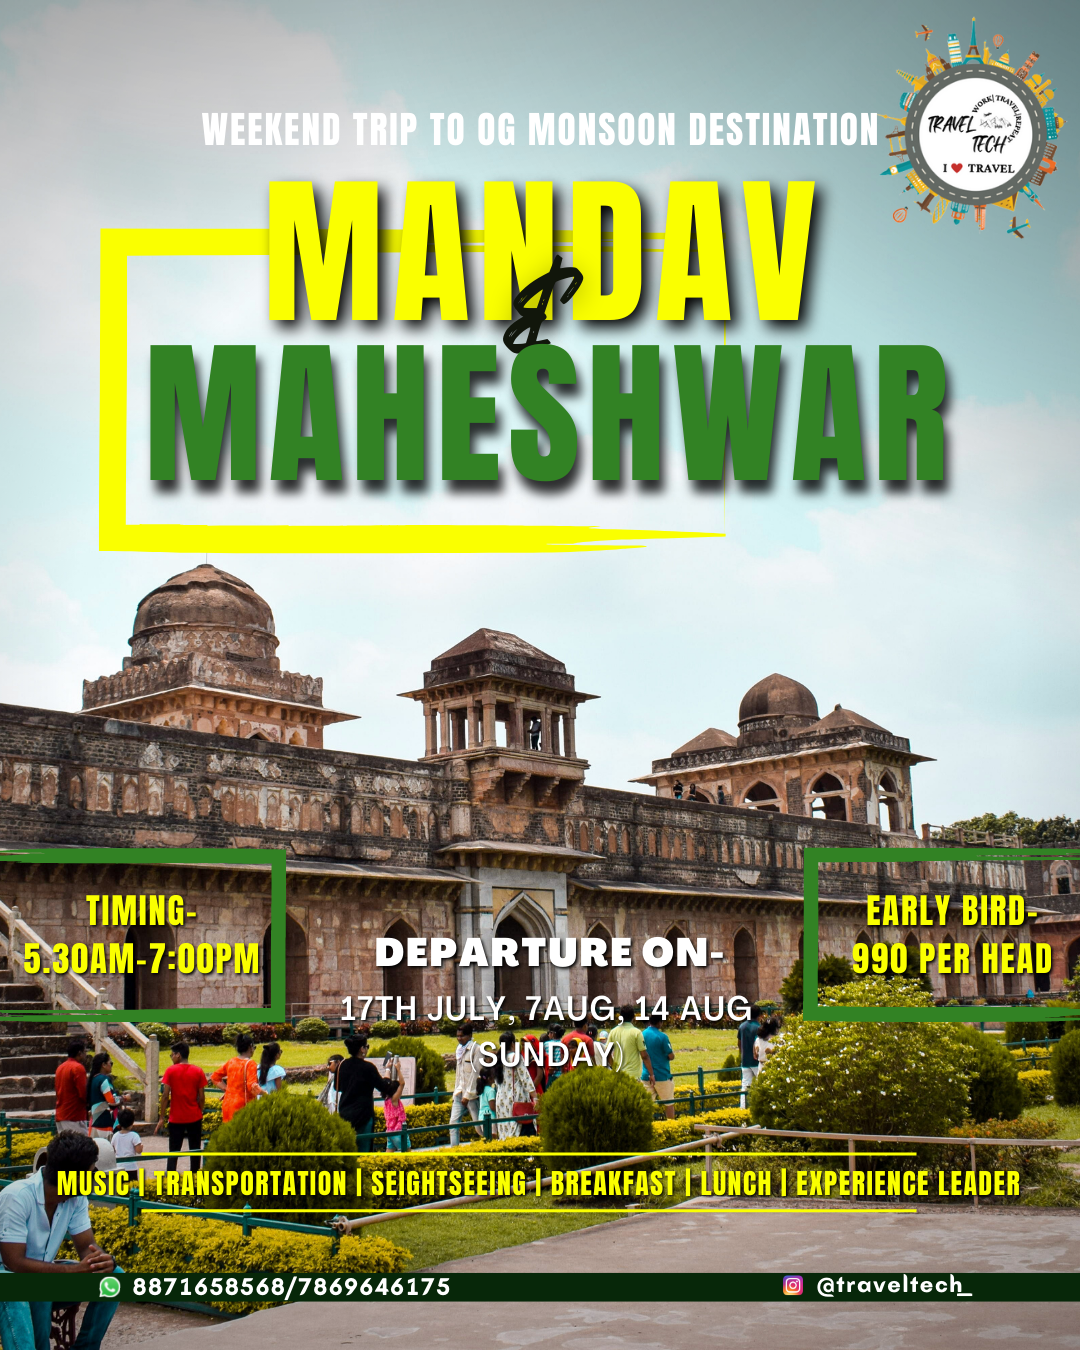 WEEKEND TRIP TO OG MONSOON DESTINATION
WORK|TRAVEL|REPEAT
TRAVEL
TECH
I ❤ TRAVEL
MANDAV
&
MAHESHWAR
TIMING-
5.30AM-7:00PM
EARLY BIRD-
990 PER HEAD
DEPARTURE ON-
17TH JULY, 7AUG, 14 AUG
(SUNDAY)
MUSIC | TRANSPORTATION | SEIGHTSEEING | BREAKFAST | LUNCH | EXPERIENCE LEADER
8871658568/7869646175
@traveltech_